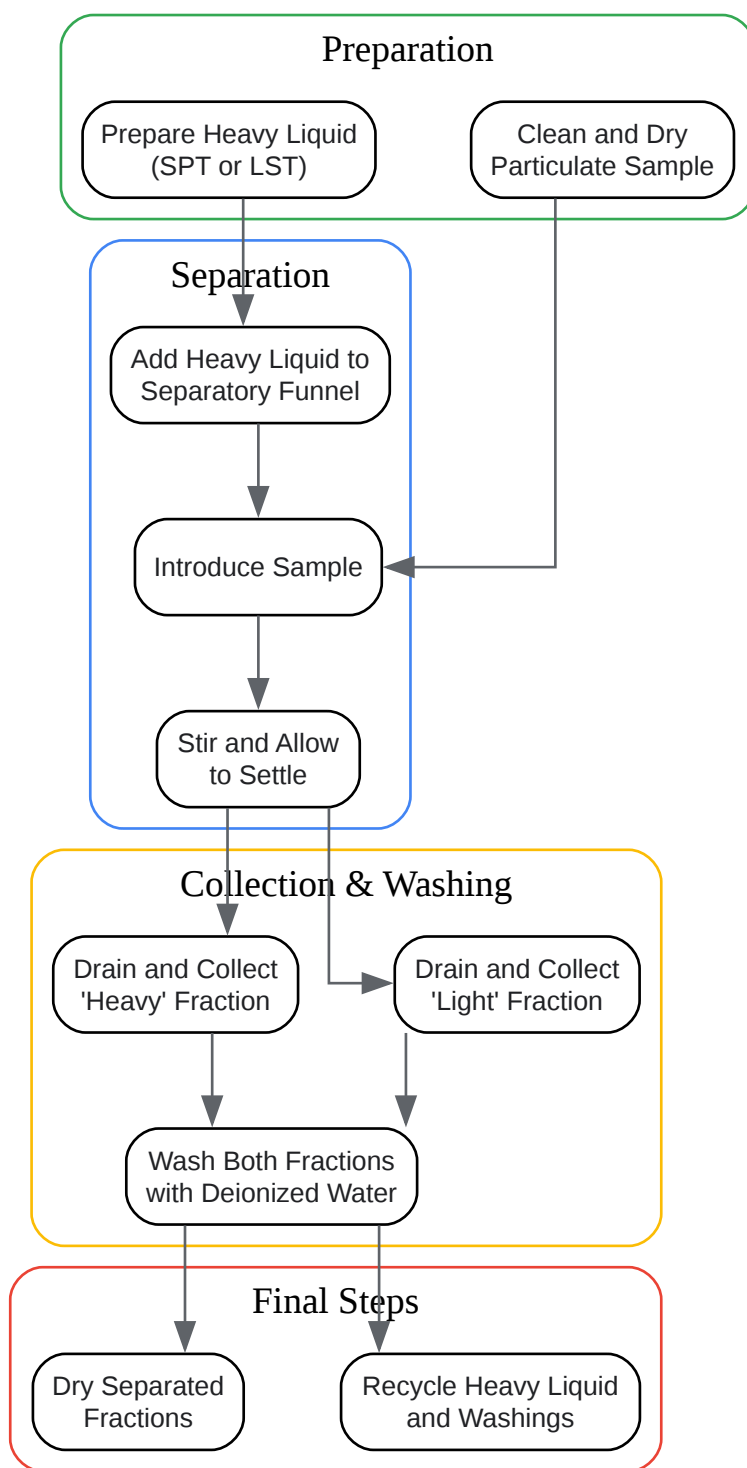 Preparation
Prepare Heavy Liquid
(SPT or LST)
Clean and Dry
Particulate Sample
Separation
Add Heavy Liquid to
Separatory Funnel
Introduce Sample
Stir and Allow
to Settle
Collection & Washing
Drain and Collect
'Heavy' Fraction
Drain and Collect
'Light' Fraction
Wash Both Fractions
with Deionized Water
Final Steps
Dry Separated
Fractions
Recycle Heavy Liquid
and Washings